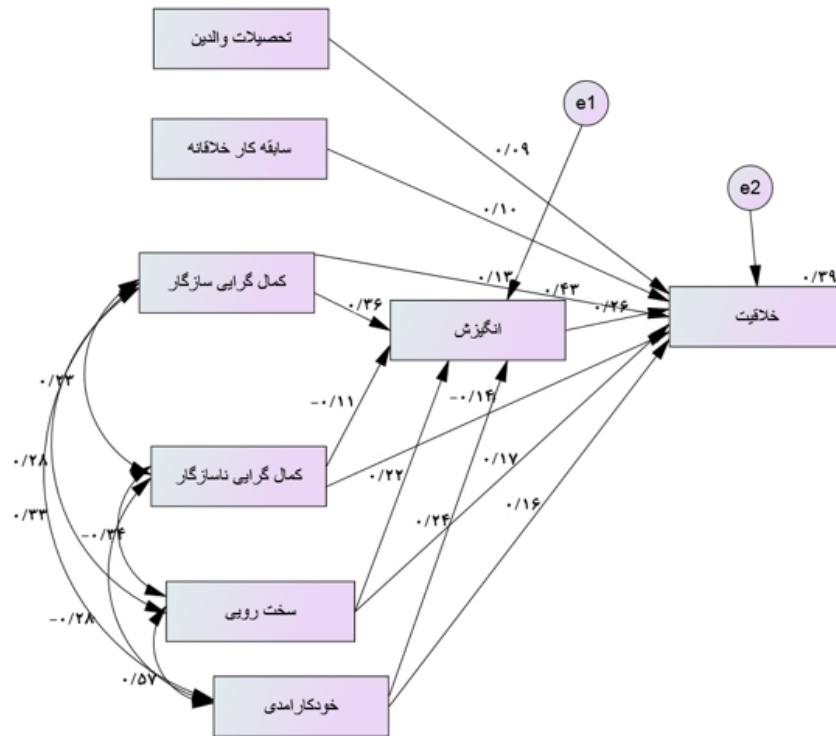 تحصیلات والدین
e1
سابقه کار خلاقانه
۰/۰۹
e2
۰/۱۰
کمال گرایی سازگار
۰/۱۳
۰/۴۳
۰/۳۹
۰/۳۶
انگیزش
۰/۲۶
خلاقیت
۰/۲۳
-۰/۱۱
-۰/۱۴
۰/۲۸
کمال گرایی ناسازگار
۰/۲۲
۰/۱۷
۰/۳۳
-۰/۳۴
۰/۲۴
۰/۱۶
سخت رویی
-۰/۲۸
۰/۵۷
خودکارامدی